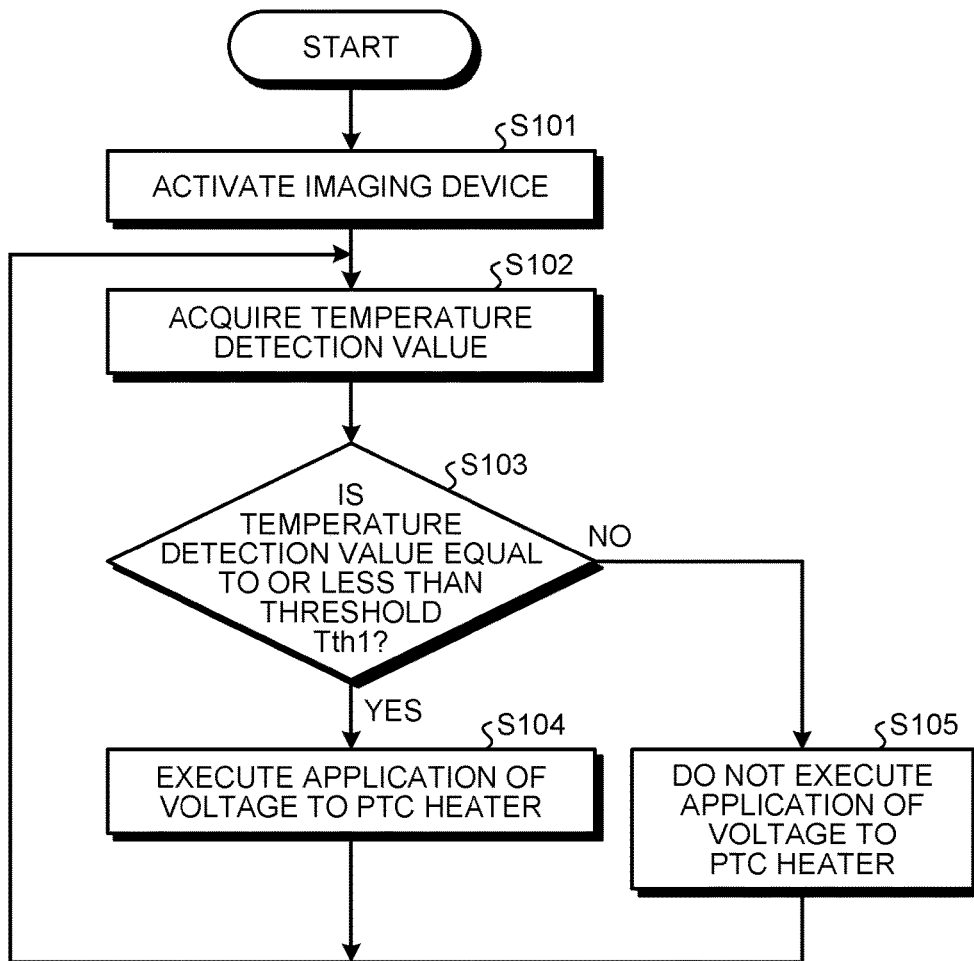 START
S101
ACTIVATE IMAGING DEVICE
S102
ACQUIRE TEMPERATURE
DETECTION VALUE
S103
IS
TEMPERATURE
DETECTION VALUE EQUAL
TO OR LESS THAN
THRESHOLD
Tth1?
NO
YES
S104
EXECUTE APPLICATION OF
VOLTAGE TO PTC HEATER
S105
DO NOT EXECUTE
APPLICATION OF
VOLTAGE TO
PTC HEATER